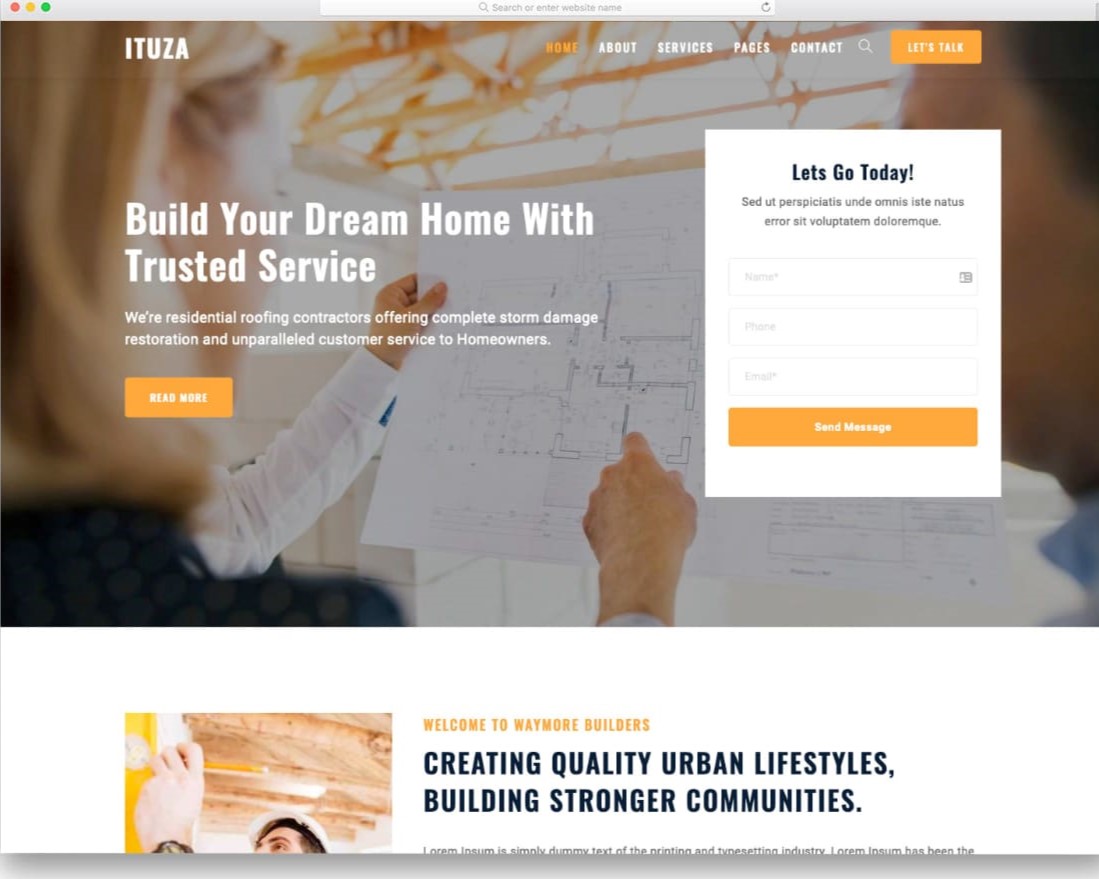 Search or enter website name
ITUZA
HOME ABOUT SERVICES PAGES CONTACT LET'S TALK
Build Your Dream Home With
Trusted Service
We're residential roofing contractors offering complete storm damage
restoration and unparalleled customer service to Homeowners.
READ MORE
Lets Go Today!
Sed ut perspiciatis unde omnis iste natus
error sit voluptatem doloremque.
Name*
Phone
Email*
Send Message
WELCOME TO WAYMORE BUILDERS
CREATING QUALITY URBAN LIFESTYLES,
BUILDING STRONGER COMMUNITIES.
Lorem Ipsum is simply dummy text of the printing and typesetting industry. Lorem Ipsum has been the